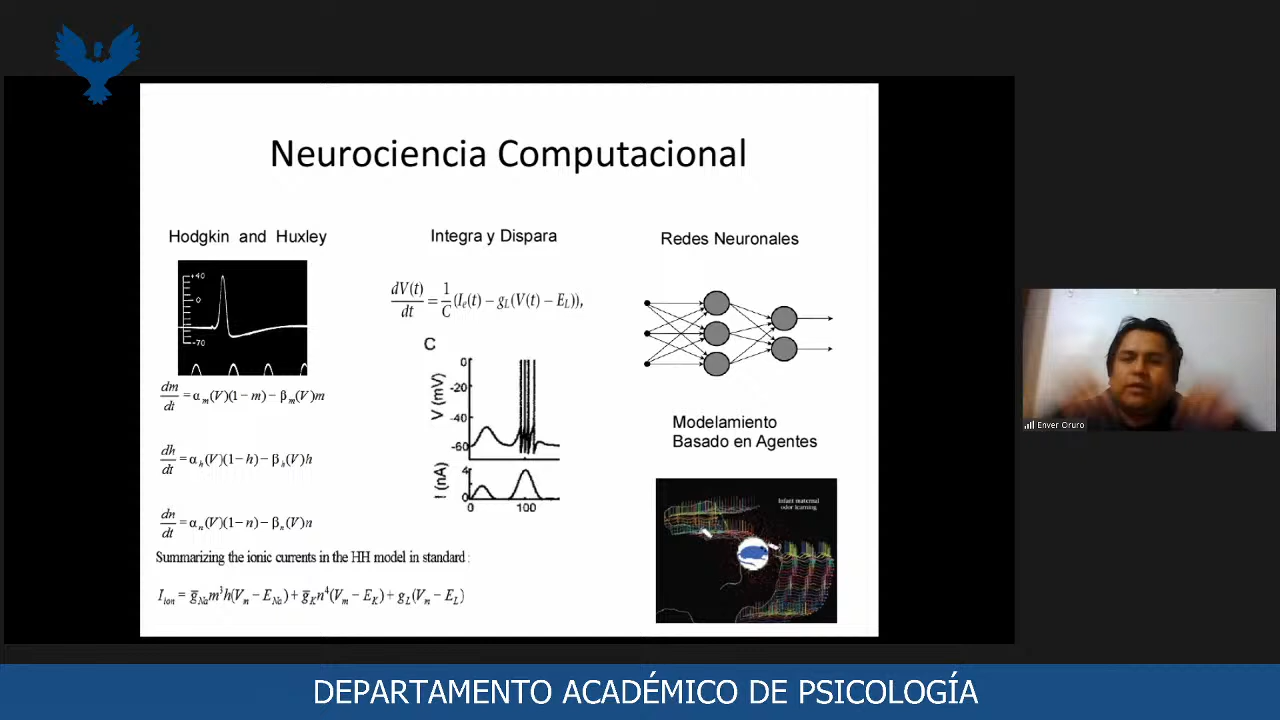 Neurociencia Computacional
Hodgkin and Huxley
+40
0
-70
dm/dt = α_m(V)(1−m)−β_m(V)m
dh/dt = α_h(V)(1−h)−β_h(V)h
dn/dt = α_n(V)(1−n)−β_n(V)n
Summarizing the ionic currents in the HH model in standard :
I_ion = g̅_Na m³h(V_m − E_Na) + g̅_K n⁴(V_m − E_K) + g_L(V_m − E_L)
Integra y Dispara
dV(t)/dt = 1/C (I_e(t) − g_L(V(t) − E_L)),
C
V (mV)
0
-20
-40
-60
I (nA)
4
0
0 100
Redes Neuronales
Modelamiento
Basado en Agentes
Infant maternal
odor learning
Enver Oruro
DEPARTAMENTO ACADÉMICO DE PSICOLOGÍA